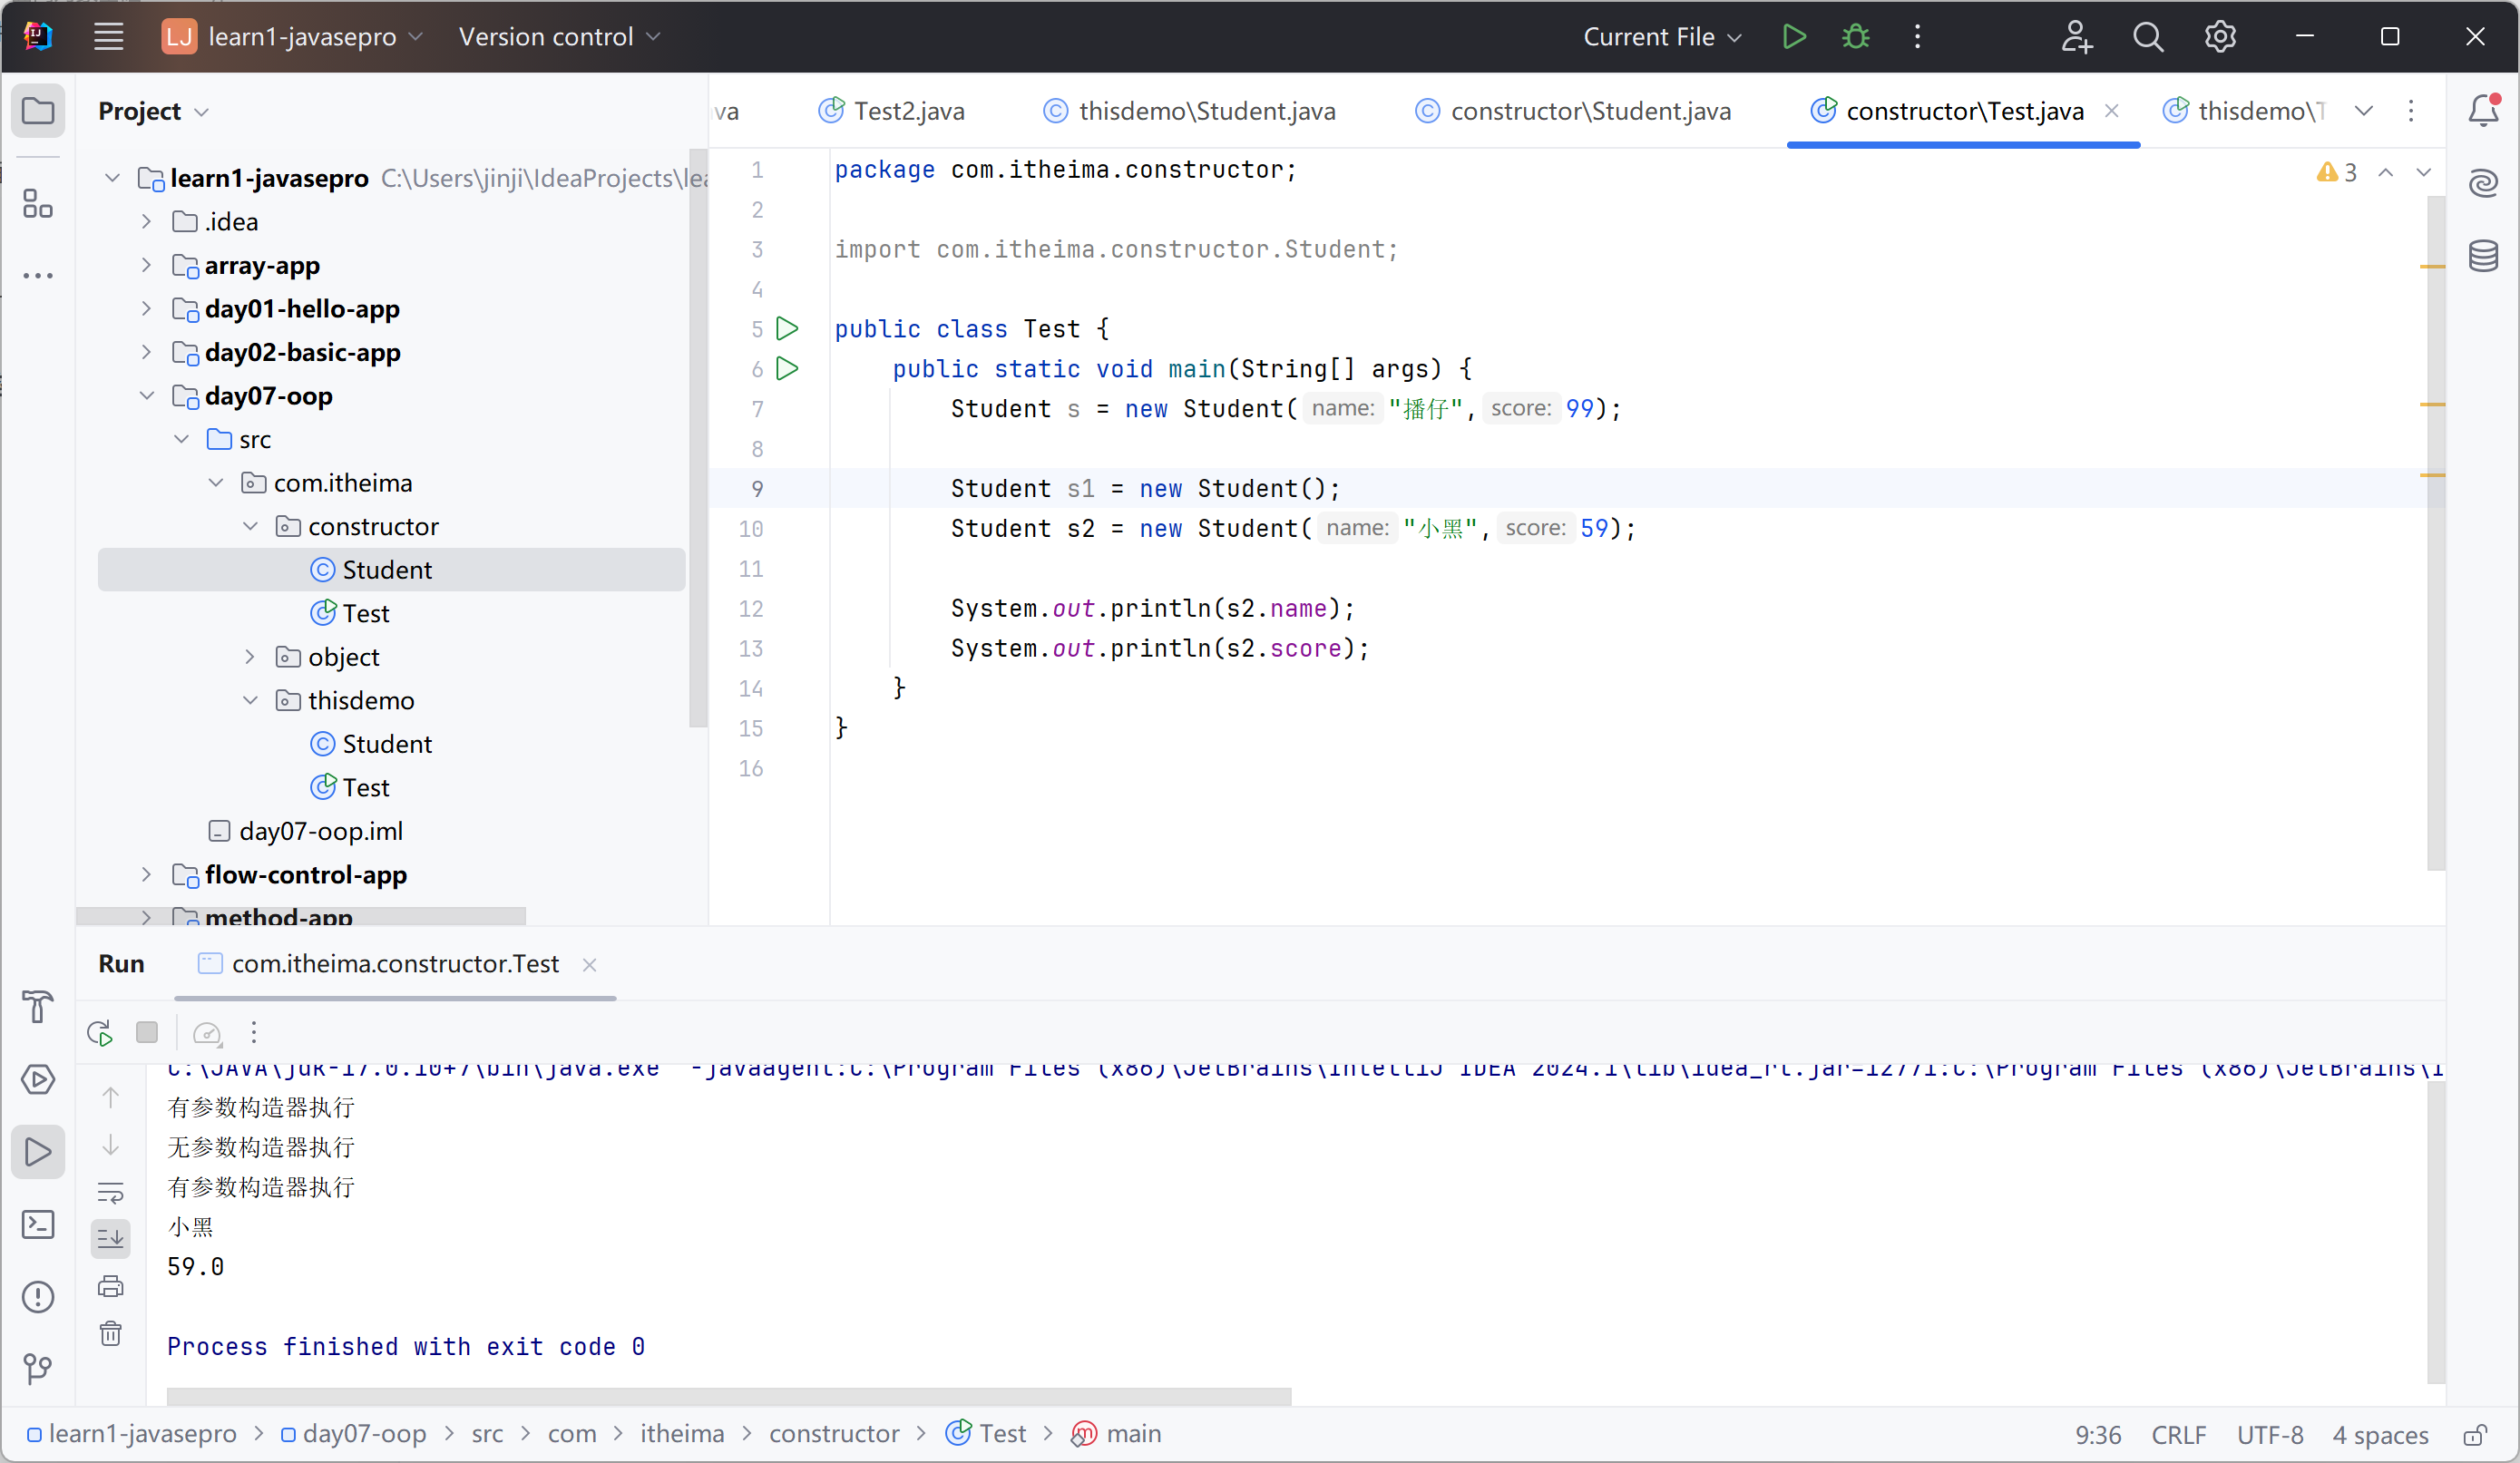 LJ learn1-javasepro Version control Current File
Project
va Test2.java thisdemo\Student.java constructor\Student.java constructor\Test.java thisdemo\T
learn1-javasepro C:\Users\jinji\IdeaProjects\lea
.idea
array-app
day01-hello-app
day02-basic-app
day07-oop
src
com.itheima
constructor
Student
Test
object
thisdemo
Student
Test
day07-oop.iml
flow-control-app
method-app
3
1 package com.itheima.constructor;
2
3 import com.itheima.constructor.Student;
4
5 public class Test {
6 public static void main(String[] args) {
7 Student s = new Student( name: "播仔", score: 99);
8
9 Student s1 = new Student();
10 Student s2 = new Student( name: "小黑", score: 59);
11
12 System.out.println(s2.name);
13 System.out.println(s2.score);
14 }
15 }
16
Run com.itheima.constructor.Test
C:\JAVA\jdk-17.0.10+7\bin\java.exe "-javaagent:C:\Program Files (x86)\JetBrains\IntelliJ IDEA 2024.1\lib\idea_rt.jar=12771:C:\Program Files (x86)\JetBrains\I
有参数构造器执行
无参数构造器执行
有参数构造器执行
小黑
59.0
Process finished with exit code 0
learn1-javasepro > day07-oop > src > com > itheima > constructor > Test > main 9:36 CRLF UTF-8 4 spaces